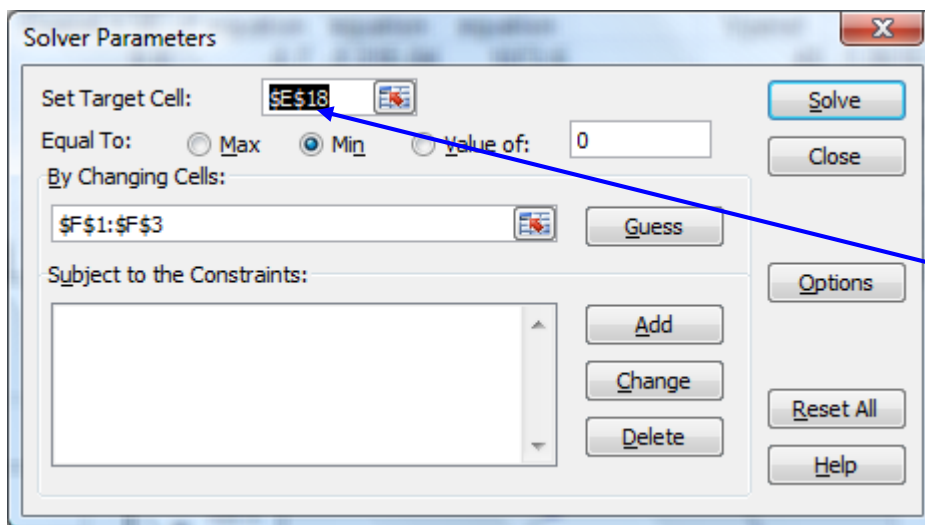 Solver Parameters
Set Target Cell: $E$18 Solve
Equal To: Max Min Value of: 0 Close
By Changing Cells:
$F$1:$F$3 Guess
Subject to the Constraints: Options
Add
Change
Reset All
Delete
Help